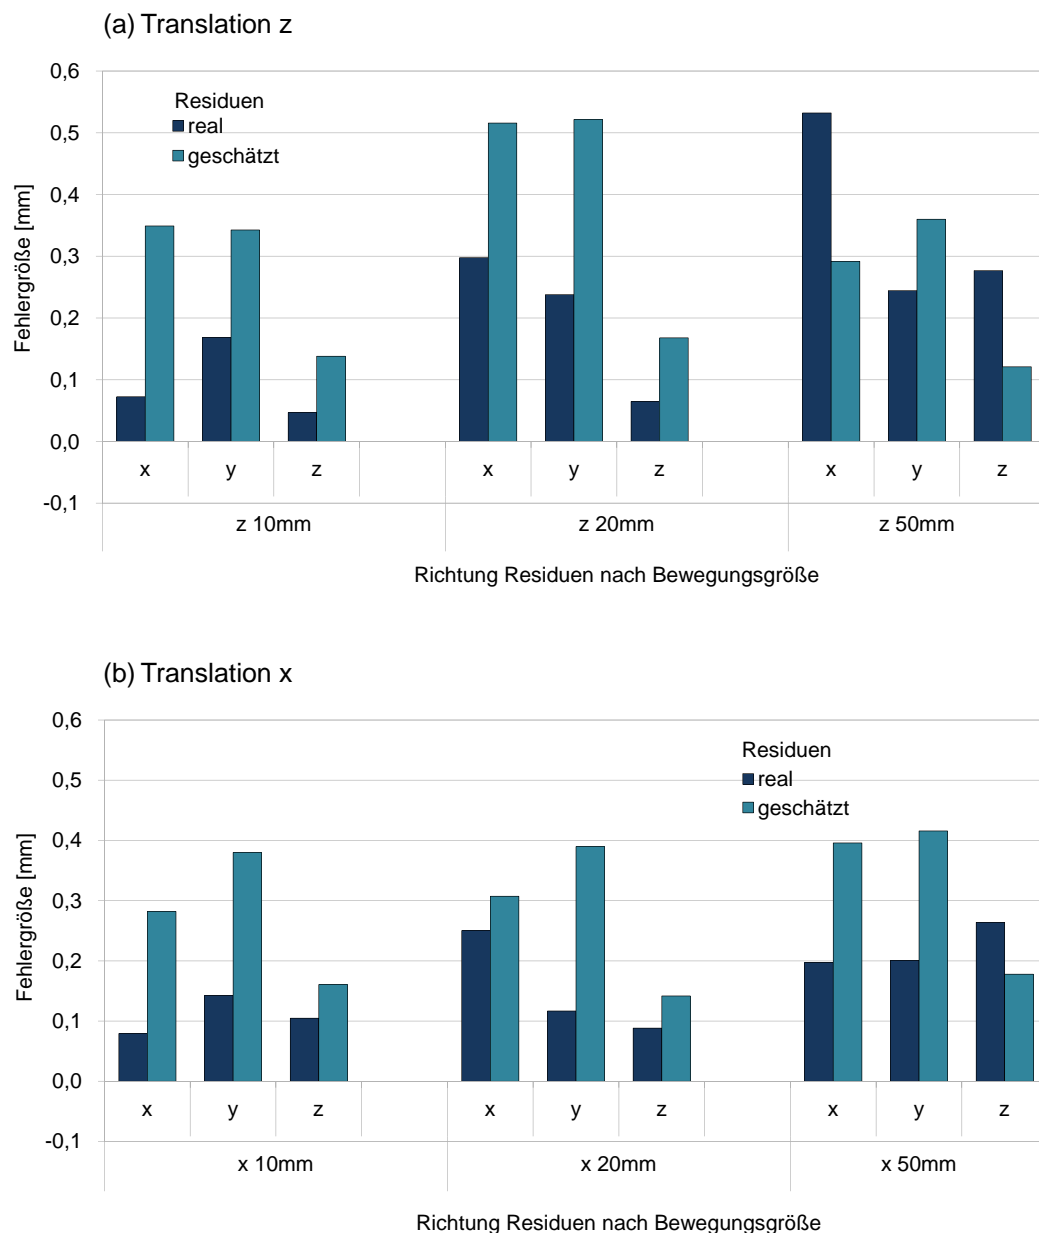 (a) Translation z
0,6
Residuen
real
0,5
geschätzt
0,4
0,3
0,2
0,1
0,0
-0,1
Fehlergröße [mm]
x y z x y z x y z
z 10mm z 20mm z 50mm
Richtung Residuen nach Bewegungsgröße
(b) Translation x
0,6
Residuen
0,5
real
geschätzt
0,4
0,3
0,2
0,1
0,0
-0,1
Fehlergröße [mm]
x y z x y z x y z
x 10mm x 20mm x 50mm
Richtung Residuen nach Bewegungsgröße